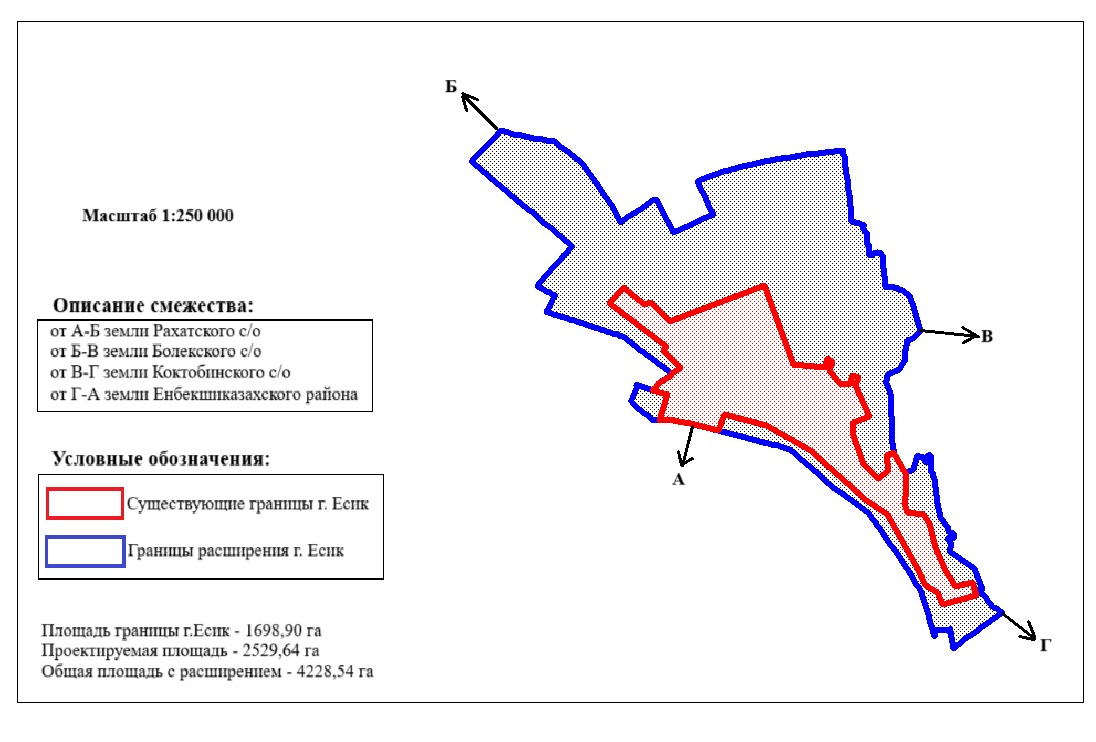 Б
Масштаб 1:250 000
Описание смежества:
от А-Б земли Рахатского с/о
от Б-В земли Болекского с/о
от В-Г земли Коктобинского с/о
от Г-А земли Енбекшиказахского района
В
Условные обозначения:
А
Существующие границы г. Есик
Границы расширения г. Есик
Площадь границы г.Есик - 1698,90 га
Проектируемая площадь - 2529,64 га
Общая площадь с расширением - 4228,54 га
Г